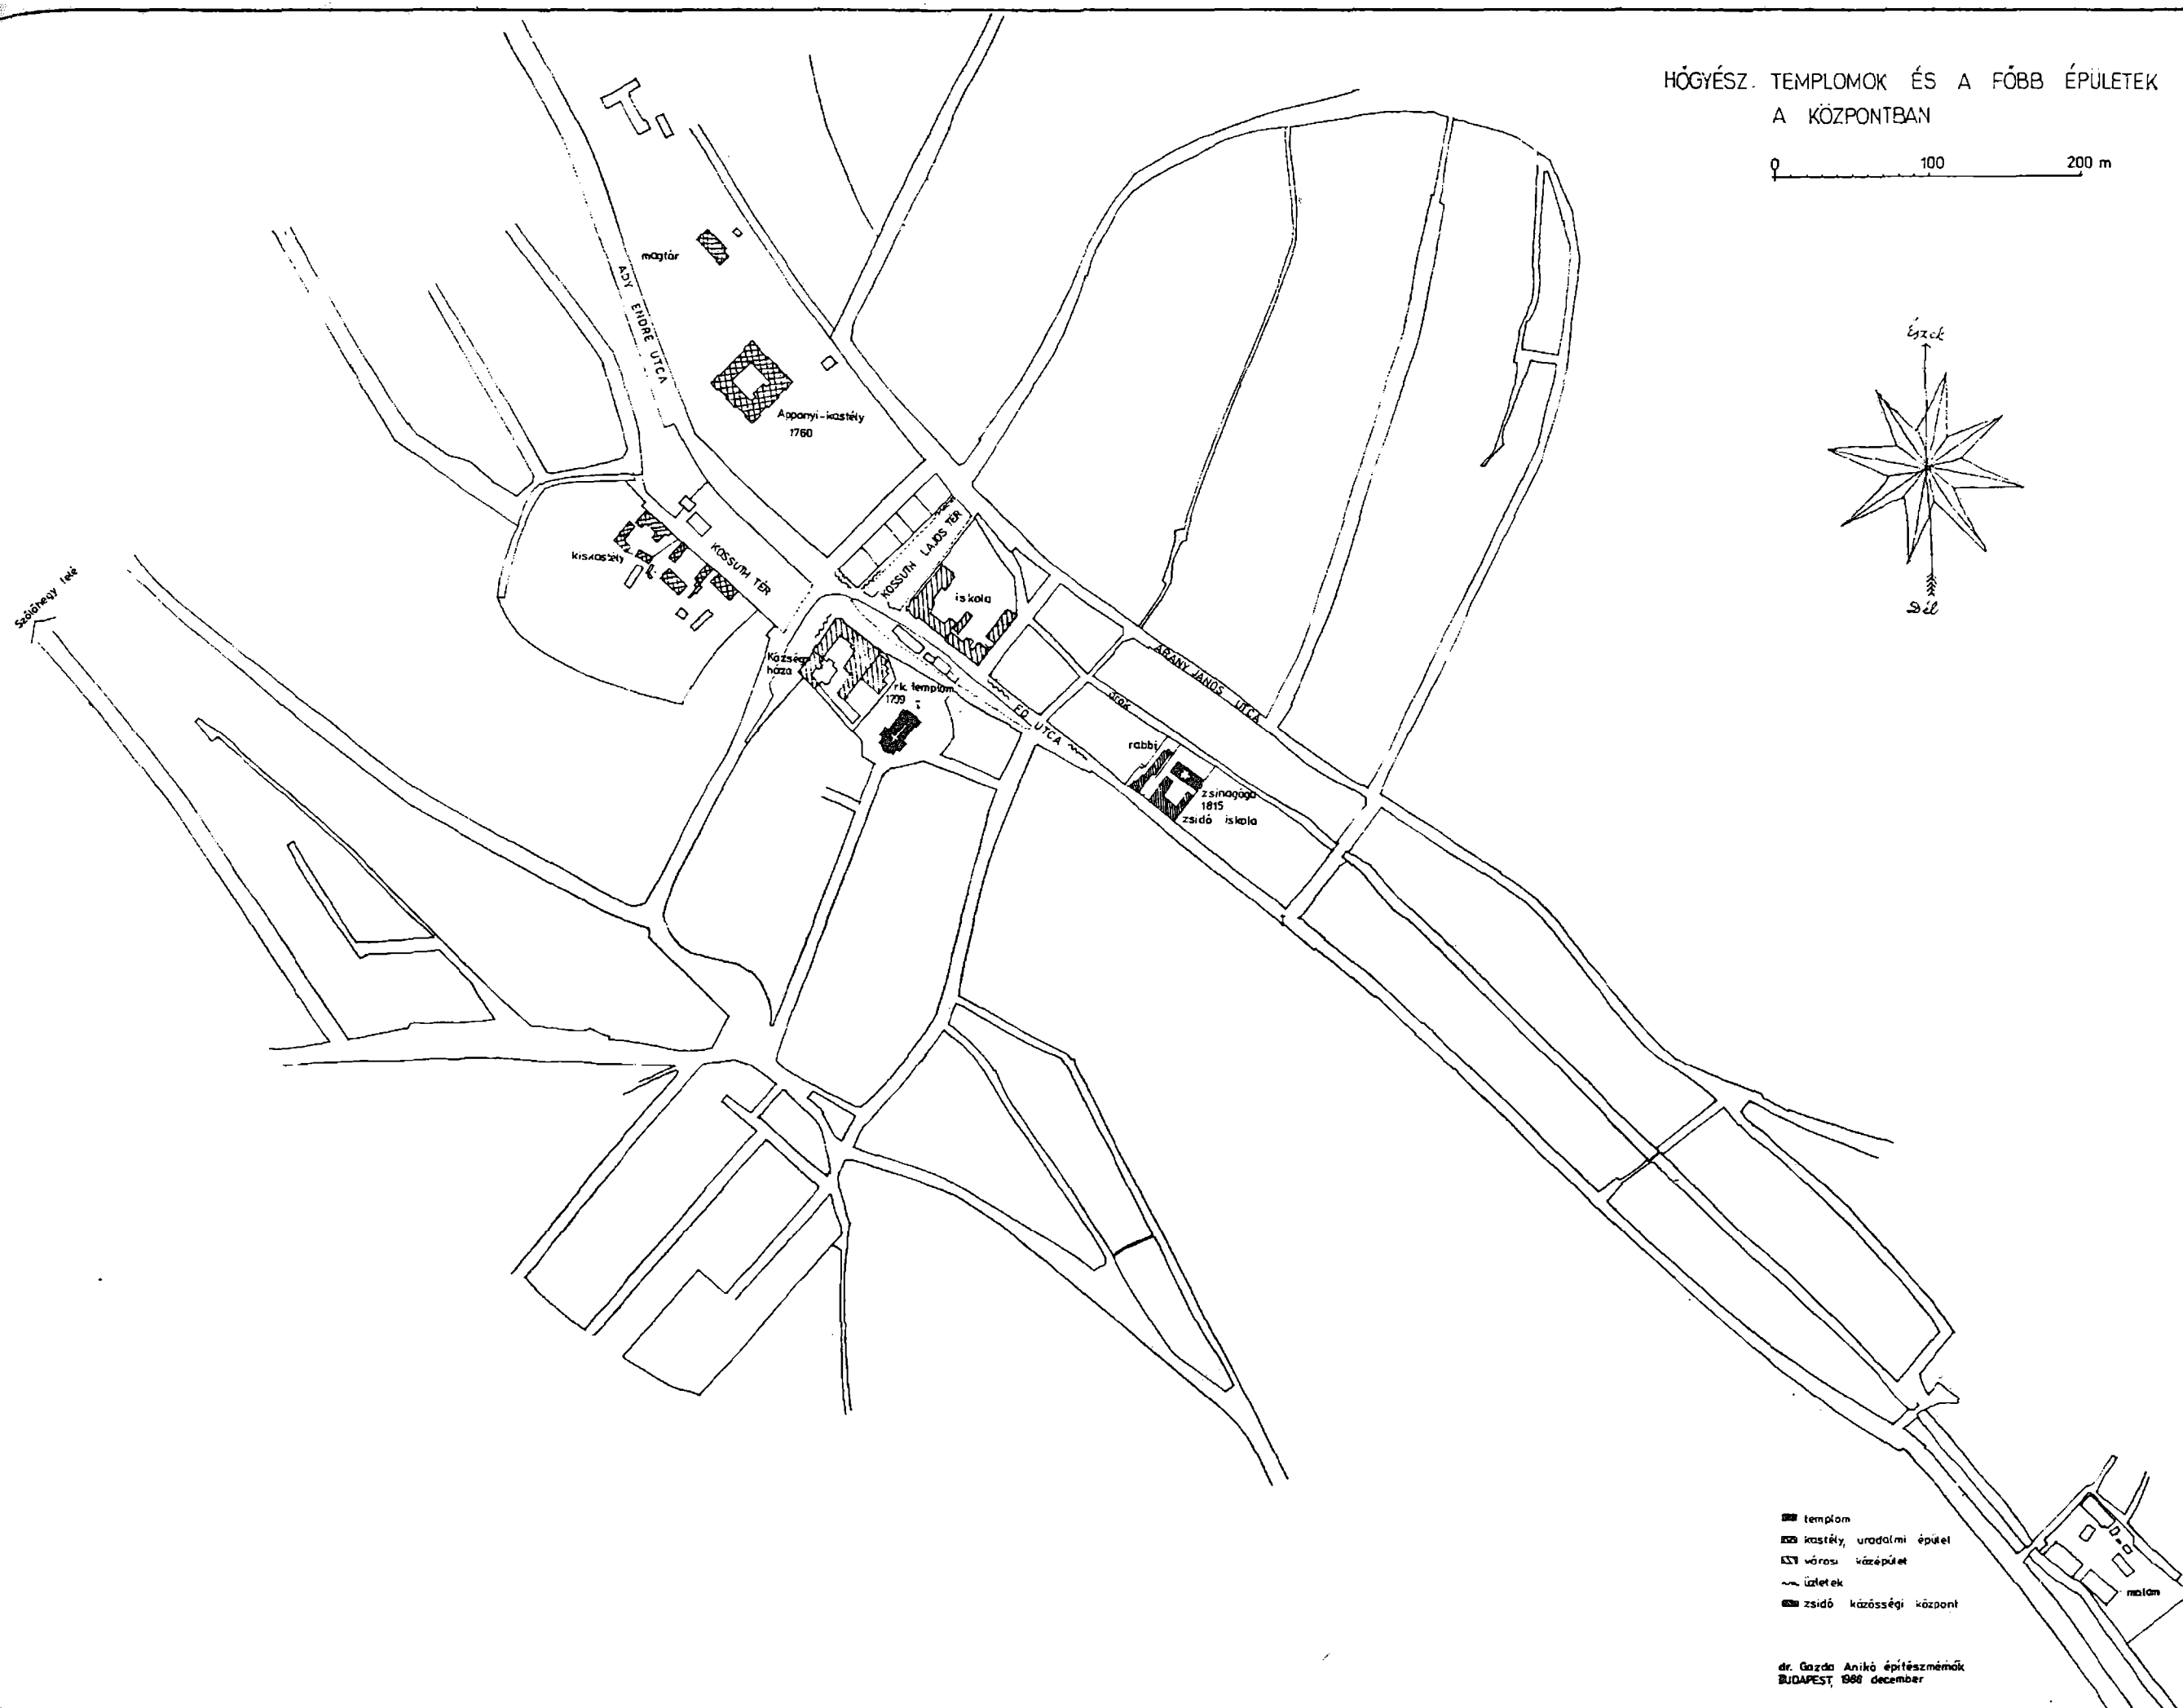 HŐGYÉSZ. TEMPLOMOK ÉS A FŐBB ÉPÜLETEK
A KÖZPONTBAN
0 100 200 m
Észak
Dél
magtár
ADY ENDRE UTCA
Apponyi-kastély
1760
kiskastély
KOSSUTH TÉR
KOSSUTH LAJOS TÉR
iskola
Szőlőhegy felé
Község
háza
rk. templom
1799
FŐ UTCA
árok
ARANY JÁNOS UTCA
rabbi
zsinagóga
1815
zsidó iskola
templom
kastély, uradalmi épület
városi középület
üzletek
zsidó közösségi központ
malom
dr. Gazda Anikó építészmérnök
BUDAPEST, 1986 december